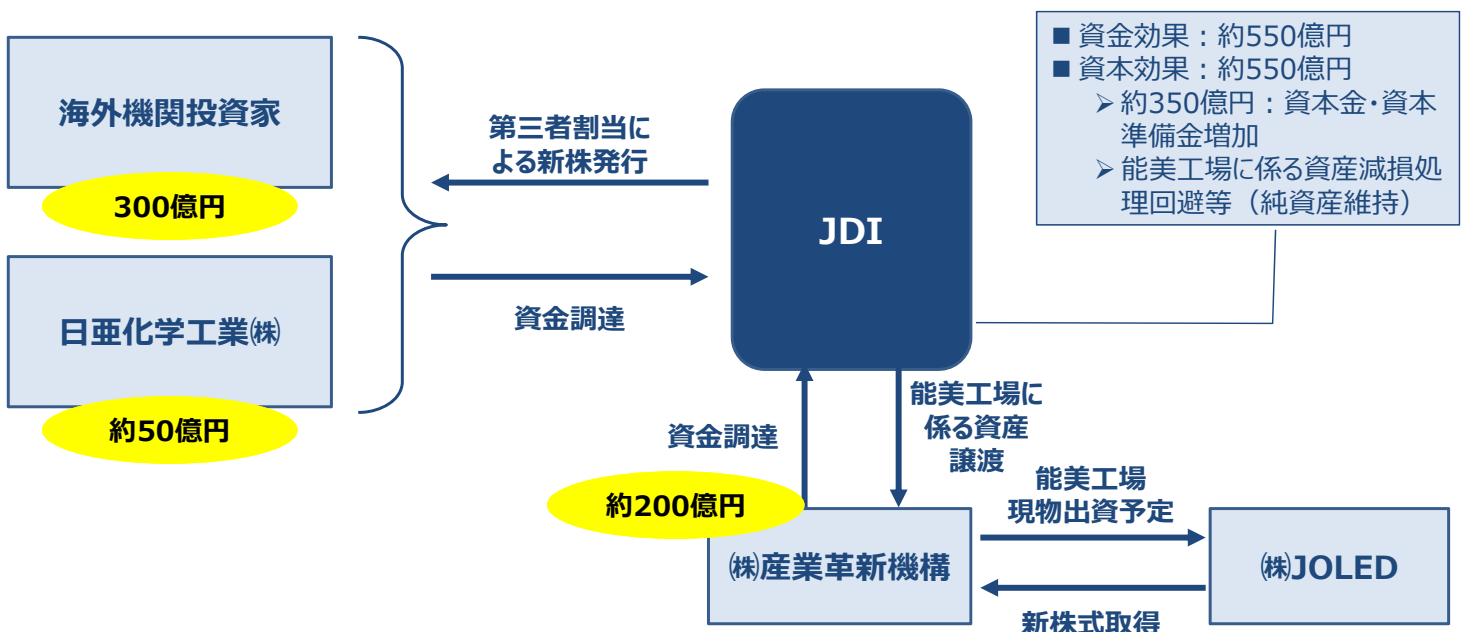 海外機関投資家
300億円
日亜化学工業㈱
約50億円
第三者割当に
よる新株発行
資金調達
JDI
■ 資金効果：約550億円
■ 資本効果：約550億円
➢ 約350億円：資本金・資本
準備金増加
➢ 能美工場に係る資産減損処
理回避等（純資産維持）
資金調達
能美工場に
係る資産
譲渡
約200億円
㈱産業革新機構
能美工場
現物出資予定
新株式取得
㈱JOLED